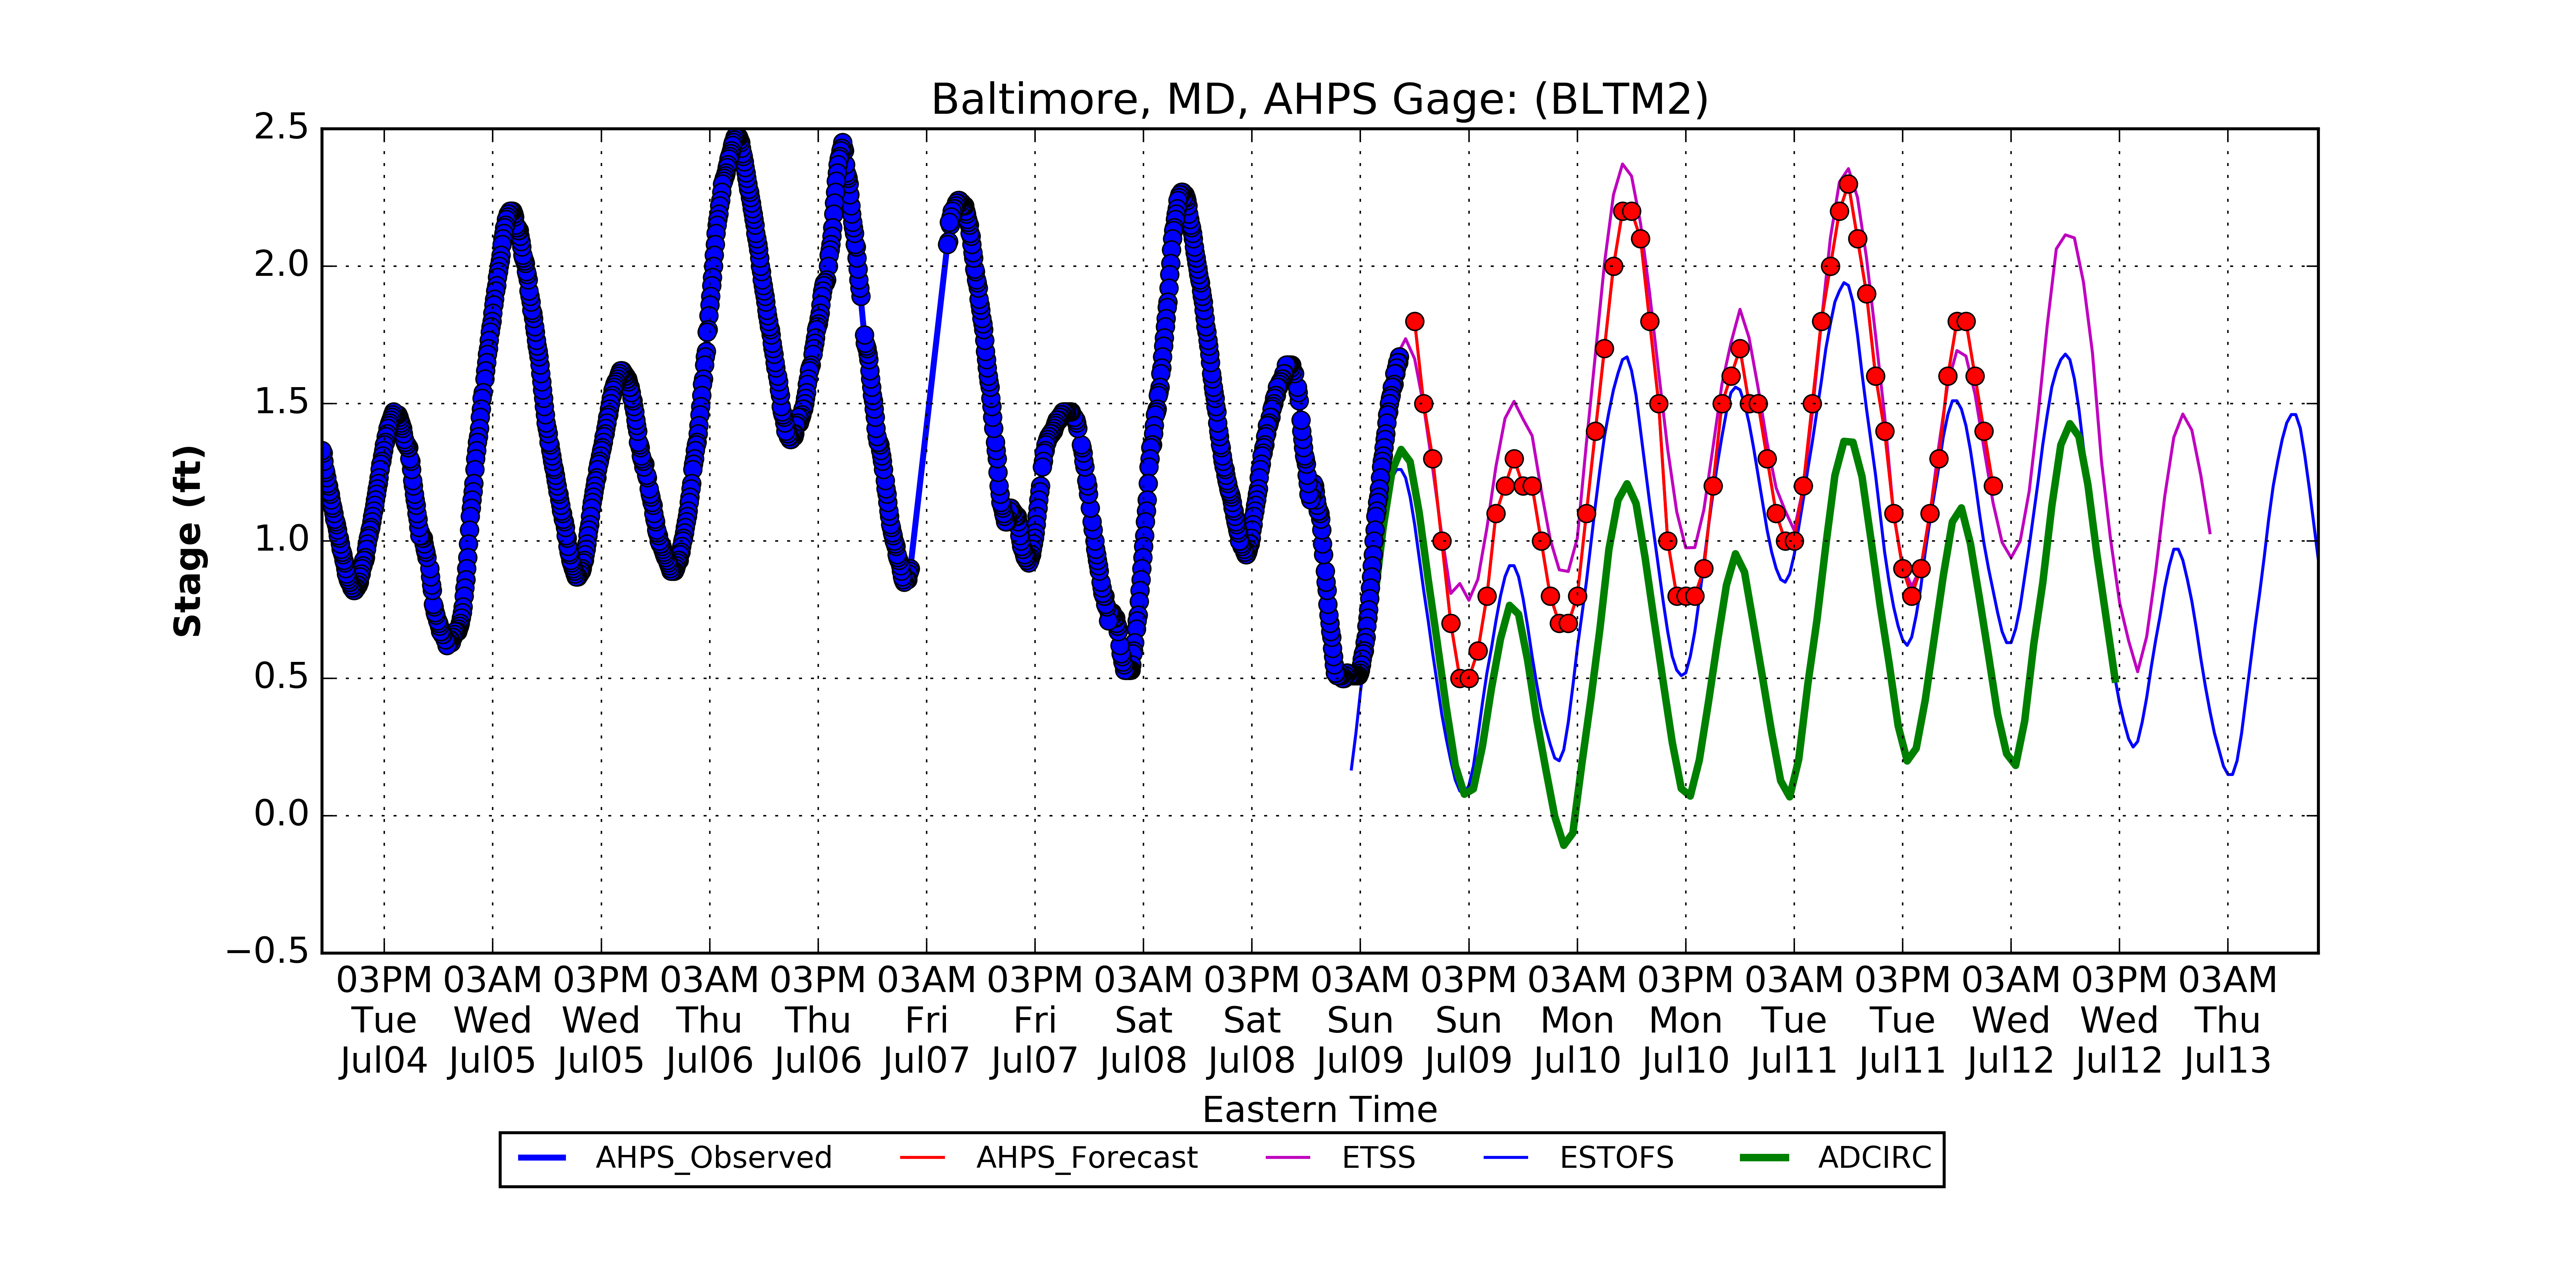 Baltimore, MD, AHPS Gage: (BLTM2)
2.5
2.0
1.5
1.0
0.5
0.0
−0.5
Stage (ft)
03PM 03AM 03PM 03AM 03PM 03AM 03PM 03AM 03PM 03AM 03PM 03AM 03PM 03AM 03PM 03AM 03PM 03AM
Tue Wed Wed Thu Thu Fri Fri Sat Sat Sun Sun Mon Mon Tue Tue Wed Wed Thu
Jul04 Jul05 Jul05 Jul06 Jul06 Jul07 Jul07 Jul08 Jul08 Jul09 Jul09 Jul10 Jul10 Jul11 Jul11 Jul12 Jul12 Jul13
Eastern Time
AHPS_Observed AHPS_Forecast ETSS ESTOFS ADCIRC